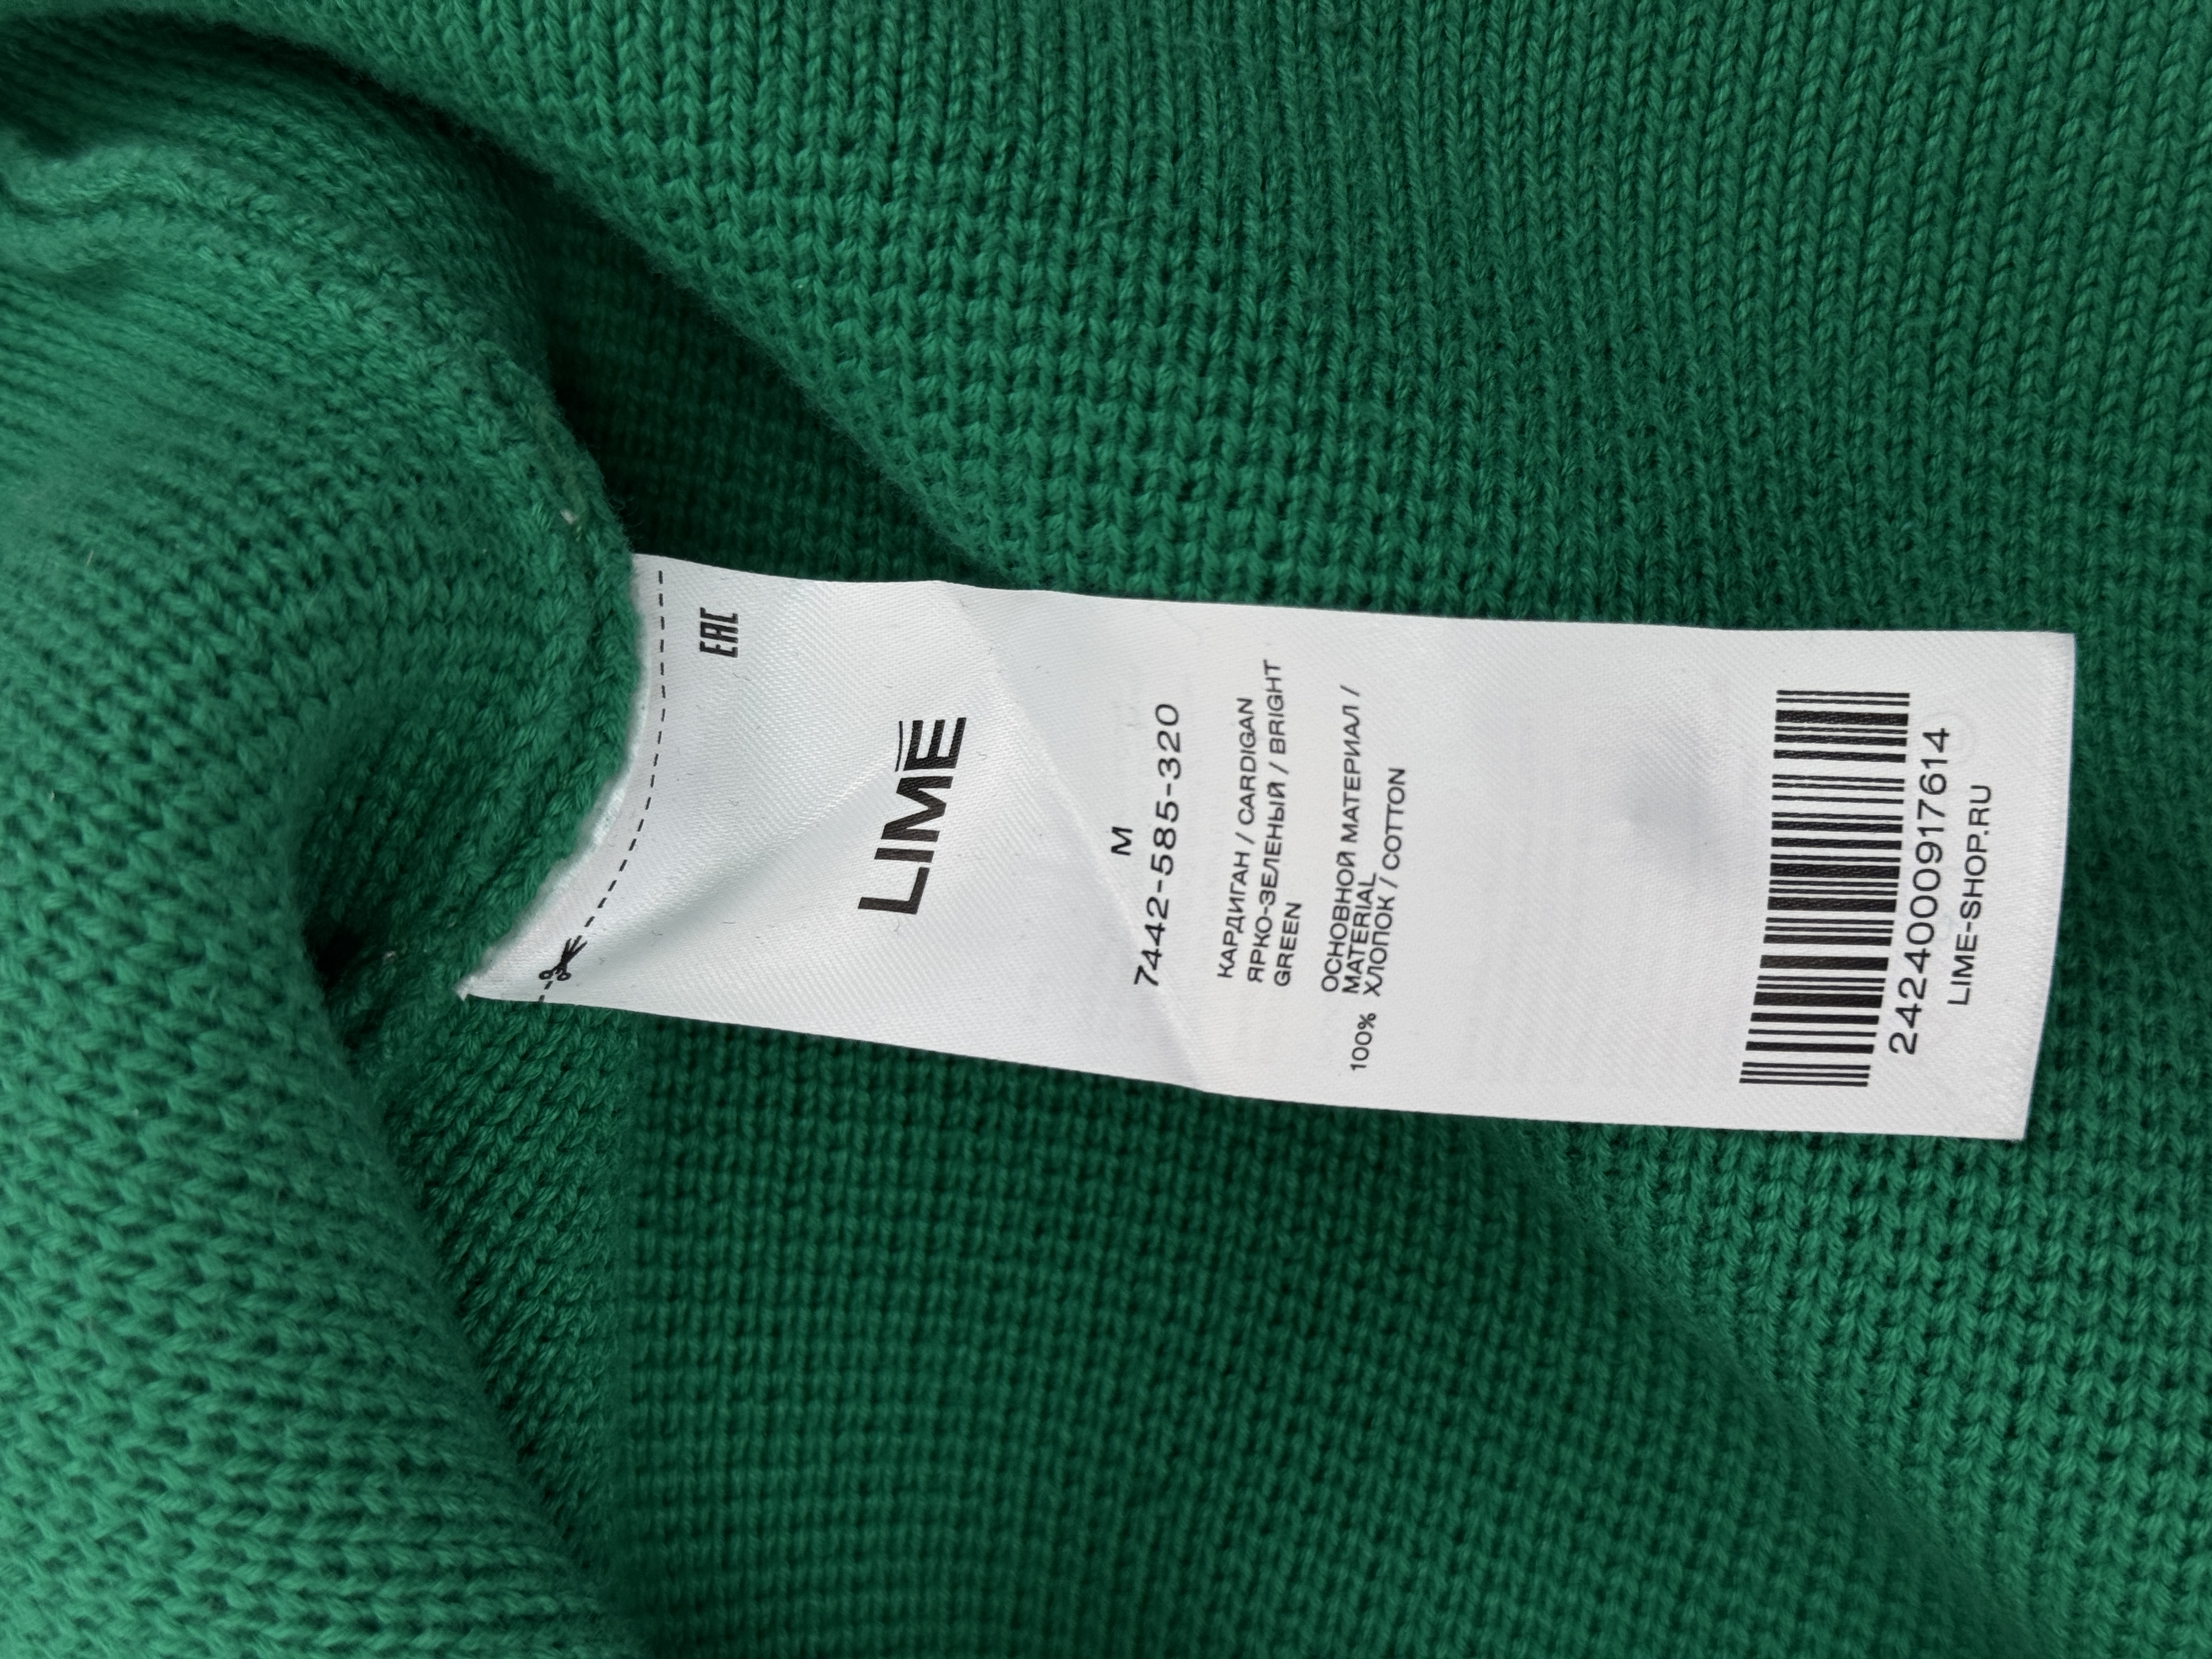 EAC
LIME
M
7442-585-320
КАРДИГАН / CARDIGAN
ЯРКО-ЗЕЛЕНЫЙ / BRIGHT
GREEN
ОСНОВНОЙ МАТЕРИАЛ /
MATERIAL
100% ХЛОПОК / COTTON
2424000917614
LIME-SHOP.RU